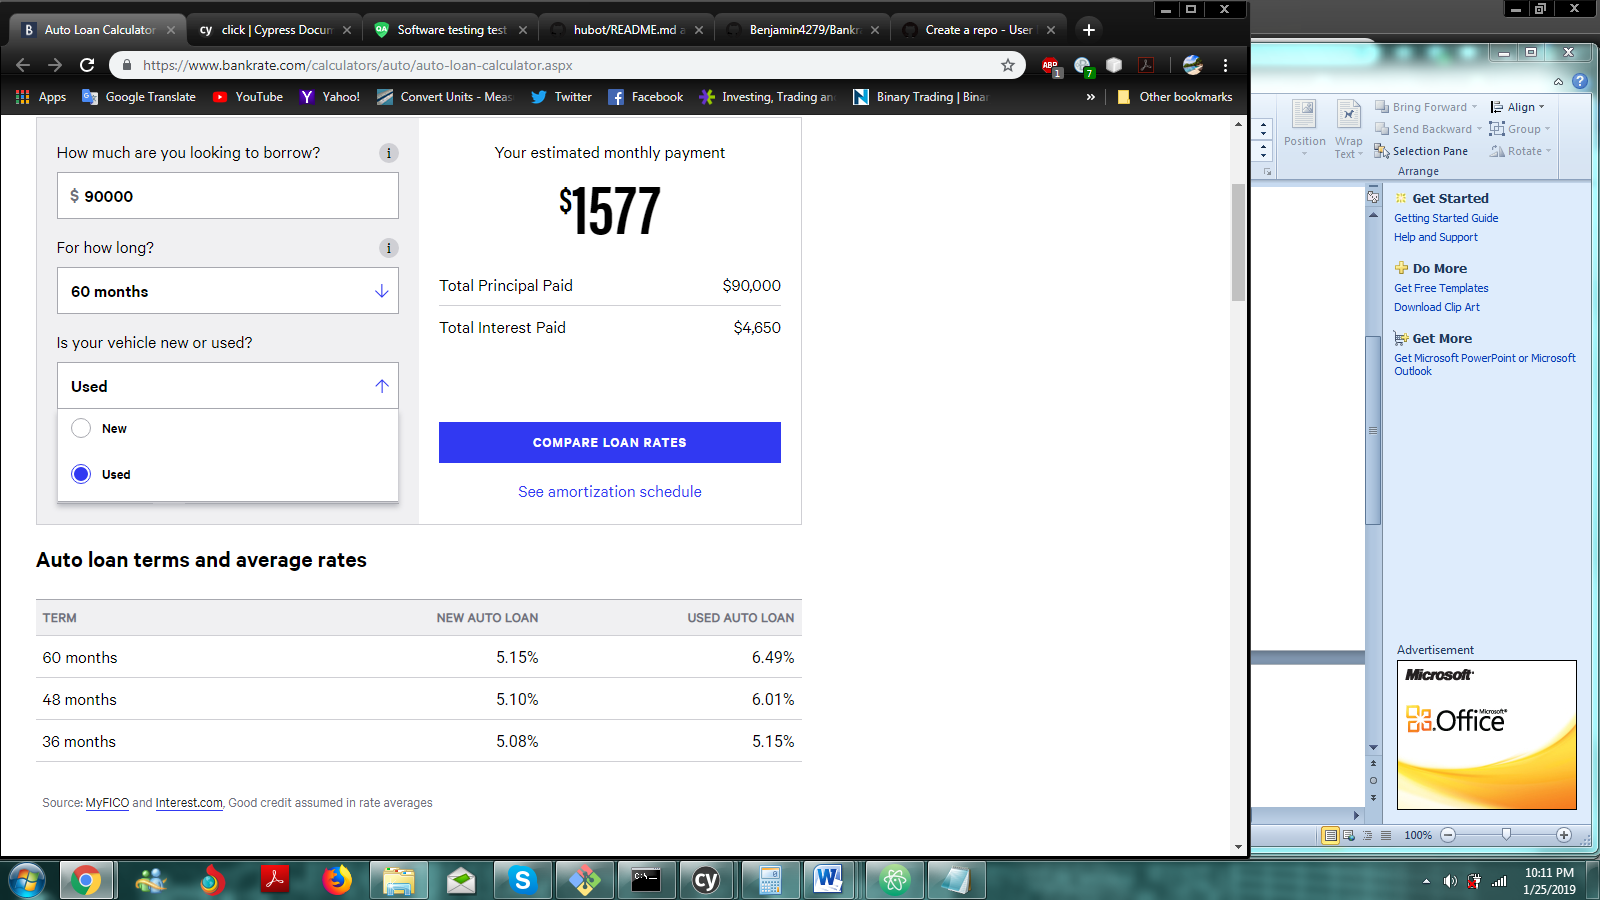 Auto Loan Calculator
click | Cypress Docum
Software testing test
hubot/README.md a
Benjamin4279/Bankra
Create a repo - User
https://www.bankrate.com/calculators/auto/auto-loan-calculator.aspx
ABP 1
7
Apps
Google Translate
YouTube
Yahoo!
Convert Units - Meas
Twitter
Facebook
Investing, Trading an
Binary Trading | Binar
»
Other bookmarks
How much are you looking to borrow?
i
$ 90000
For how long?
i
60 months
Is your vehicle new or used?
Used
New
Used
Your estimated monthly payment
$1577
Total Principal Paid $90,000
Total Interest Paid $4,650
COMPARE LOAN RATES
See amortization schedule
Auto loan terms and average rates
TERM NEW AUTO LOAN USED AUTO LOAN
60 months 5.15% 6.49%
48 months 5.10% 6.01%
36 months 5.08% 5.15%
Source: MyFICO and Interest.com, Good credit assumed in rate averages
Position
Wrap
Text
Bring Forward
Send Backward
Selection Pane
Align
Group
Rotate
Arrange
Get Started
Getting Started Guide
Help and Support
Do More
Get Free Templates
Download Clip Art
Get More
Get Microsoft PowerPoint or Microsoft
Outlook
Advertisement
Microsoft
Microsoft
Office
100%
C:\_
cy
10:11 PM
1/25/2019